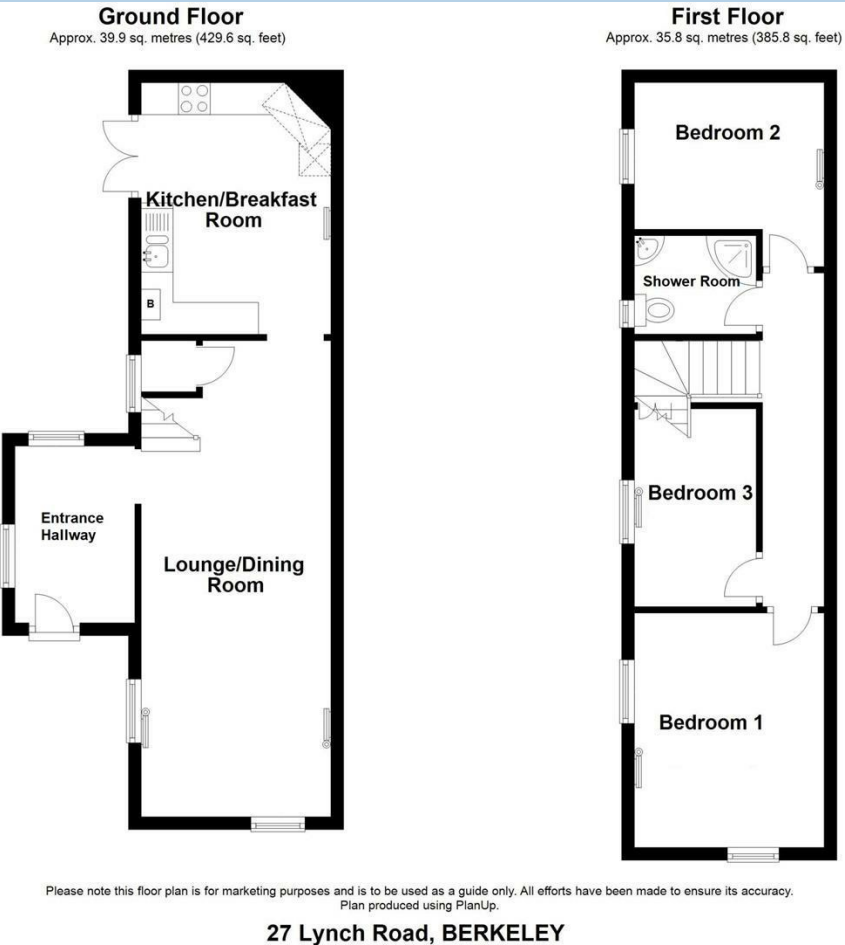 Ground Floor
Approx. 39.9 sq. metres (429.6 sq. feet)
Kitchen/Breakfast
Room
B
Entrance
Hallway
Lounge/Dining
Room
First Floor
Approx. 35.8 sq. metres (385.8 sq. feet)
Bedroom 2
Shower Room
Bedroom 3
Bedroom 1
Please note this floor plan is for marketing purposes and is to be used as a guide only. All efforts have been made to ensure its accuracy.
Plan produced using PlanUp.
27 Lynch Road, BERKELEY